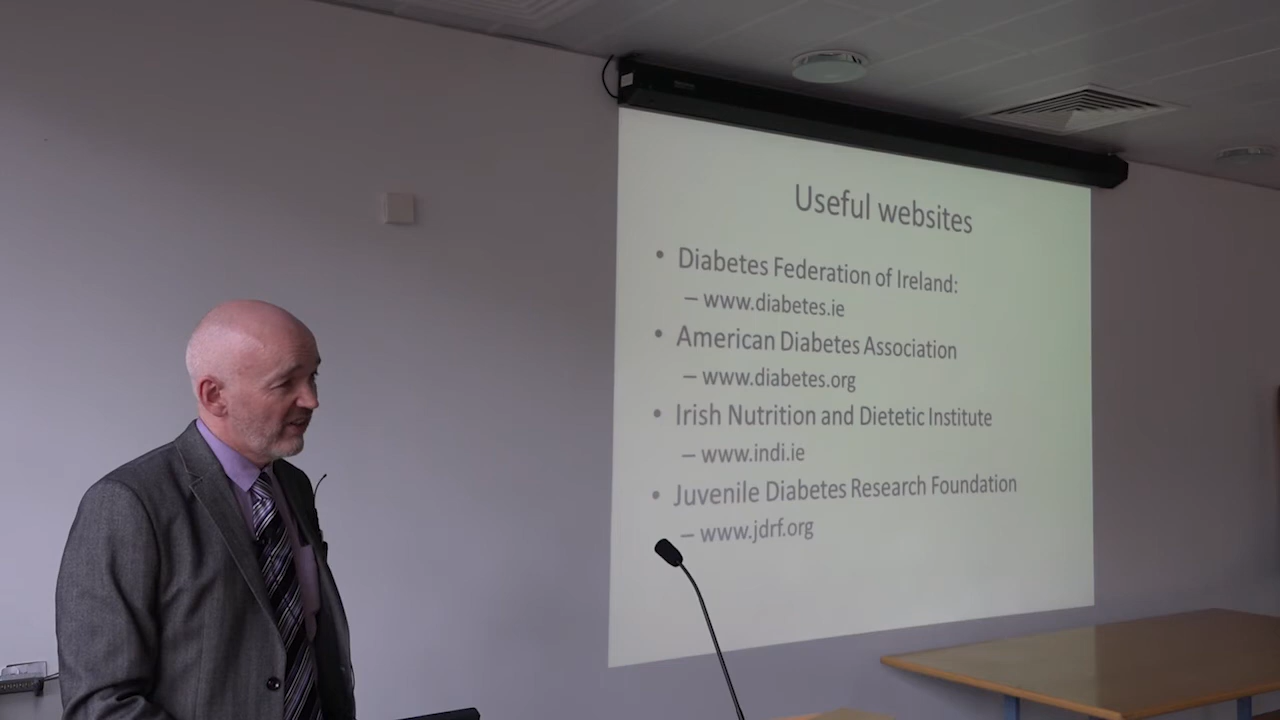 Useful websites
• Diabetes Federation of Ireland:
– www.diabetes.ie
• American Diabetes Association
– www.diabetes.org
• Irish Nutrition and Dietetic Institute
– www.indi.ie
• Juvenile Diabetes Research Foundation
– www.jdrf.org